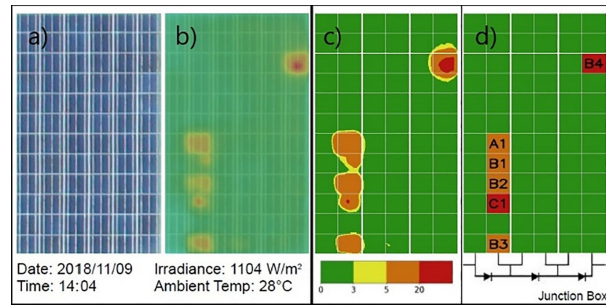 a)
b)
c)
d)
B4
A1
B1
B2
C1
B3
Date: 2018/11/09
Time: 14:04
Irradiance: 1104 W/m²
Ambient Temp: 28°C
0 3 5 20
Junction Box